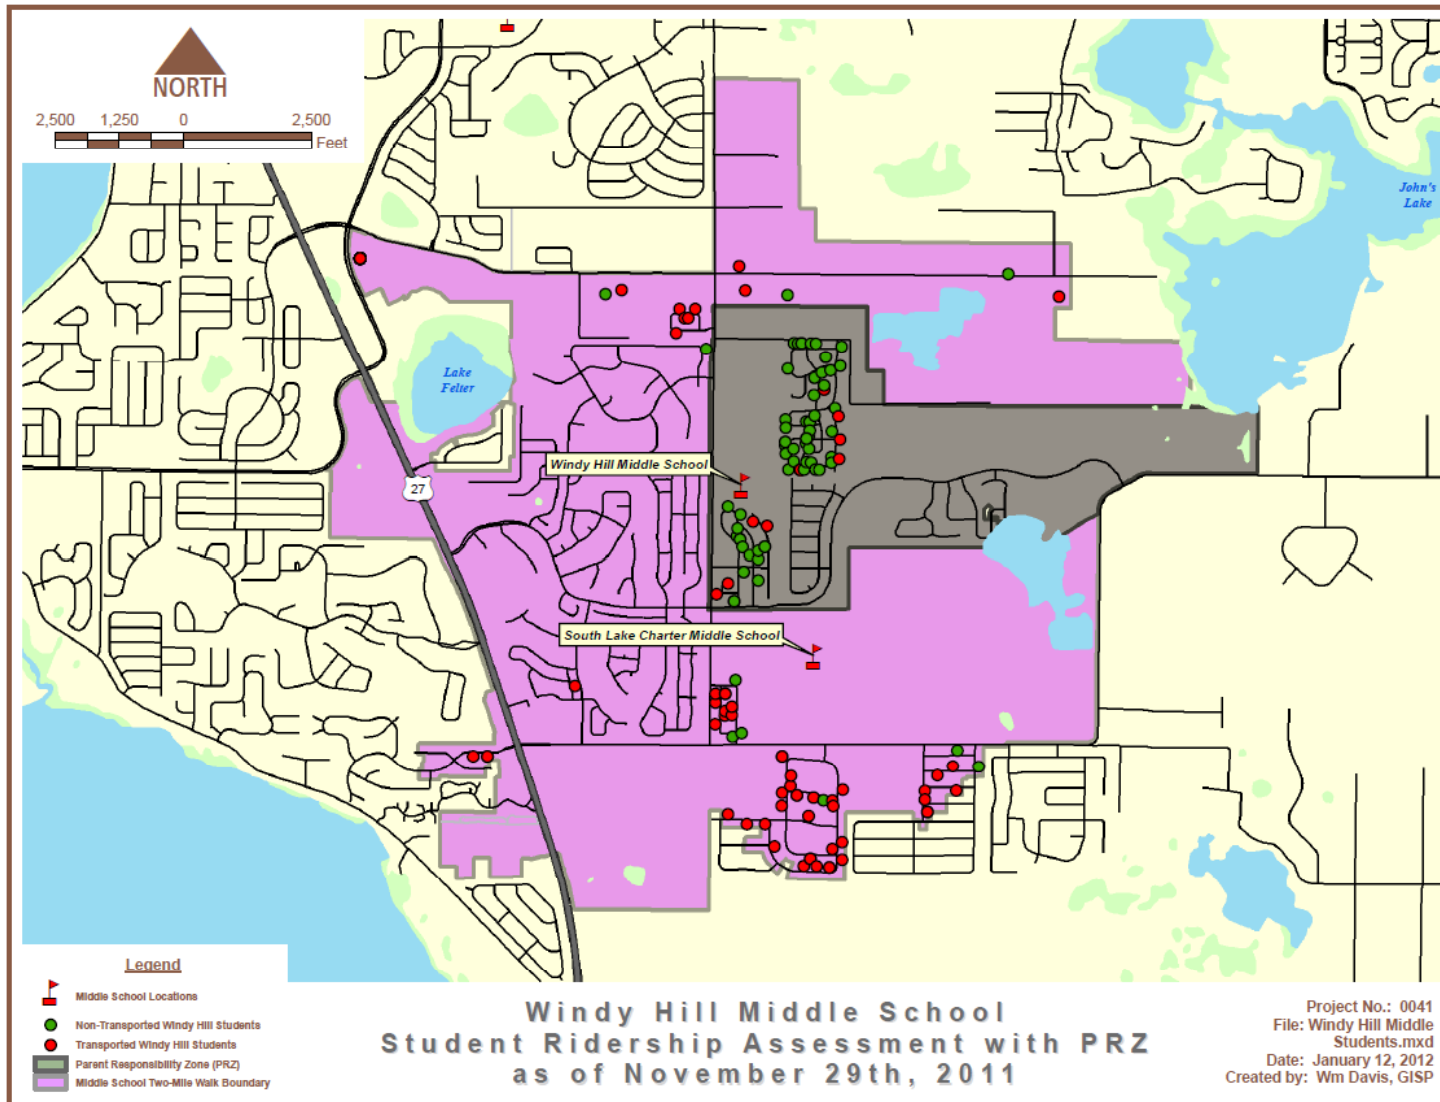 NORTH
2,500 1,250 0 2,500
Feet
John's
Lake
Lake
Felter
Windy Hill Middle School
27
South Lake Charter Middle School
Legend
Middle School Locations
Non-Transported Windy Hill Students
Transported Windy Hill Students
Parent Responsibility Zone (PRZ)
Middle School Two-Mile Walk Boundary
Windy Hill Middle School
Student Ridership Assessment with PRZ
as of November 29th, 2011
Project No.: 0041
File: Windy Hill Middle
Students.mxd
Date: January 12, 2012
Created by: Wm Davis, GISP